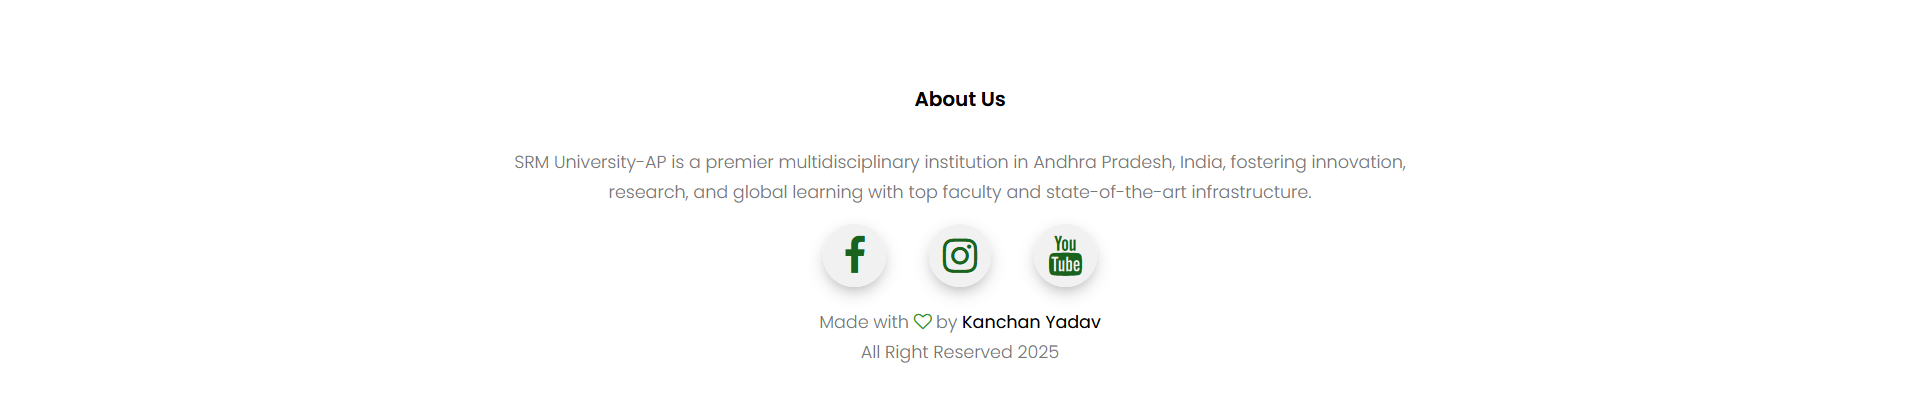 About Us
SRM University-AP is a premier multidisciplinary institution in Andhra Pradesh, India, fostering innovation,
research, and global learning with top faculty and state-of-the-art infrastructure.
You
Tube
Made with by Kanchan Yadav
All Right Reserved 2025